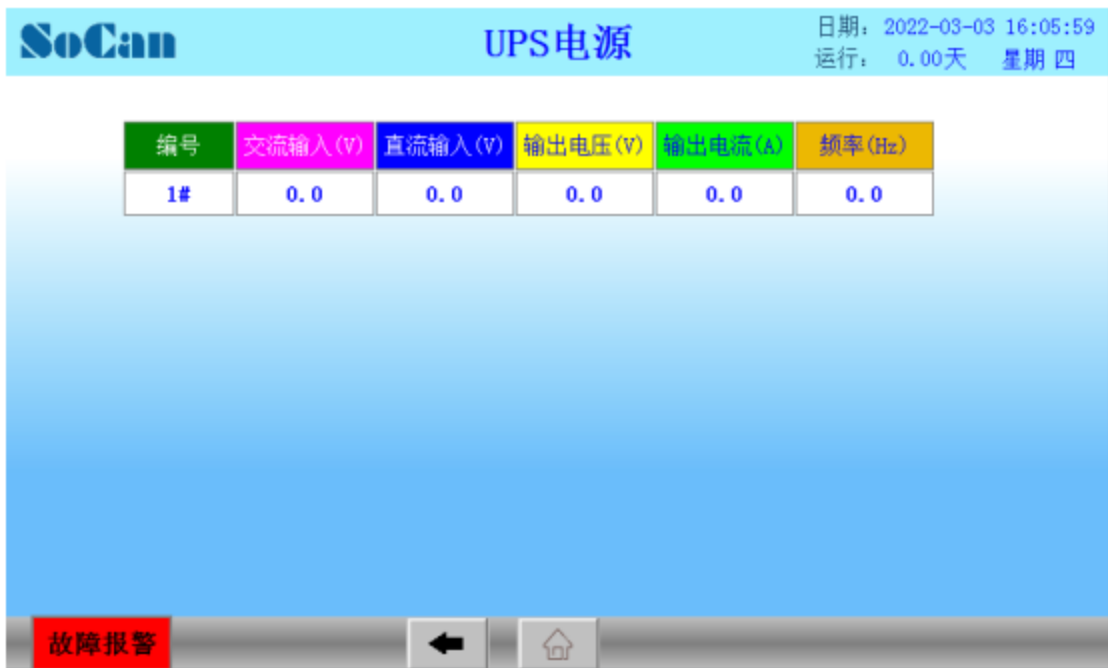 SoCan
UPS电源
日期: 2022-03-03 16:05:59
运行: 0.00天 星期 四
编号 交流输入(V) 直流输入(V) 输出电压(V) 输出电流(A) 频率(Hz)
1# 0.0 0.0 0.0 0.0 0.0
故障报警